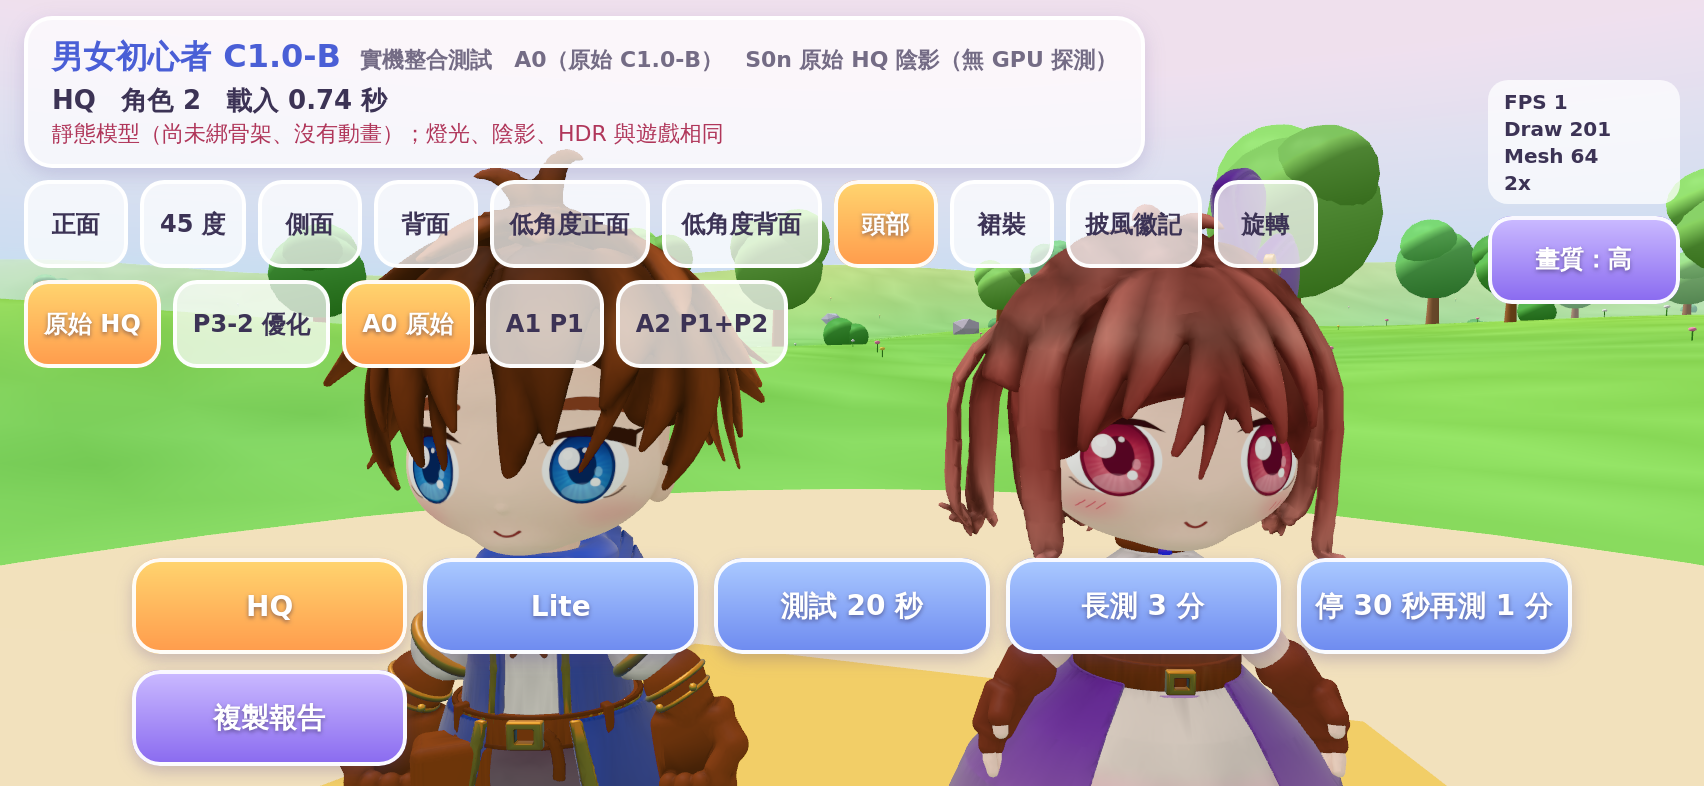 男女初心者 C1.0-B 實機整合測試 A0（原始 C1.0-B） S0n 原始 HQ 陰影（無 GPU 探測）
HQ 角色 2 載入 0.74 秒
靜態模型（尚未綁骨架、沒有動畫）；燈光、陰影、HDR 與遊戲相同
FPS 1
Draw 201
Mesh 64
2x
正面 45 度 側面 背面 低角度正面 低角度背面 頭部 裙裝 披風徽記 旋轉
畫質：高
原始 HQ P3-2 優化 A0 原始 A1 P1 A2 P1+P2
HQ Lite 測試 20 秒 長測 3 分 停 30 秒再測 1 分
複製報告